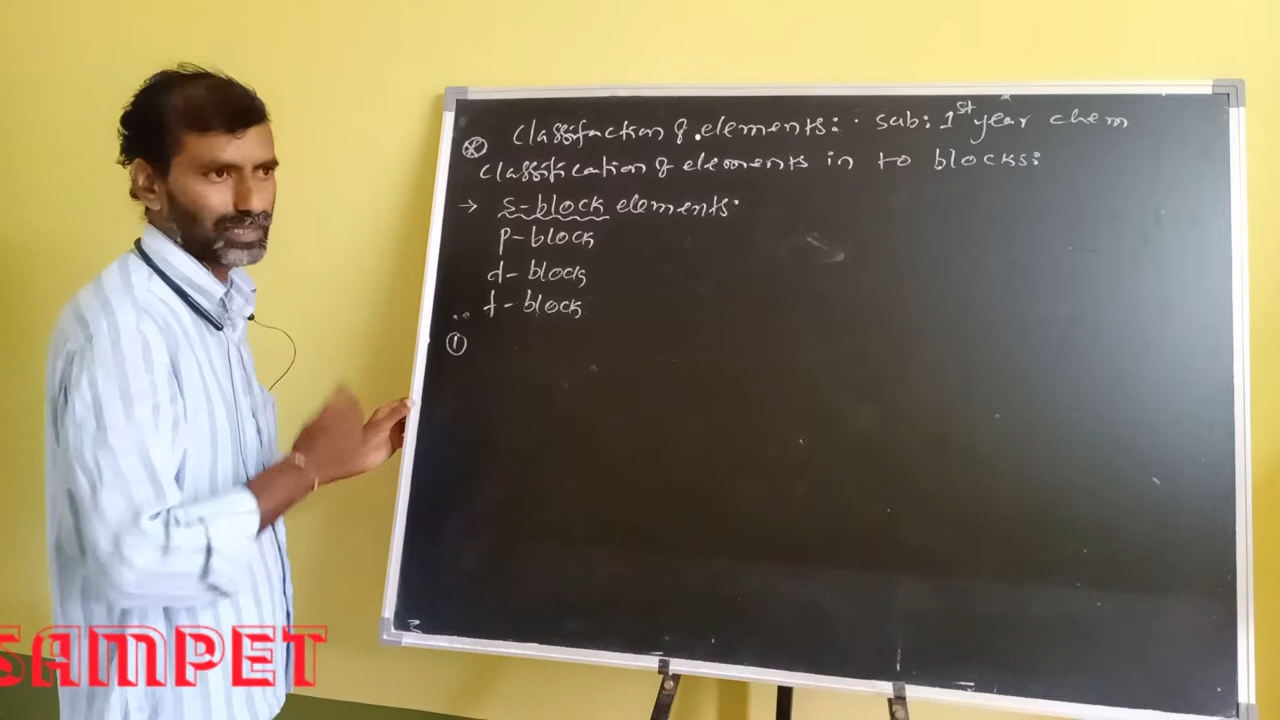 Classifaction of elements: sub: 1st year chem
Classification of elements in to blocks:
→ s-block elements.
p-block
d-block
f-block
①
SAMPET